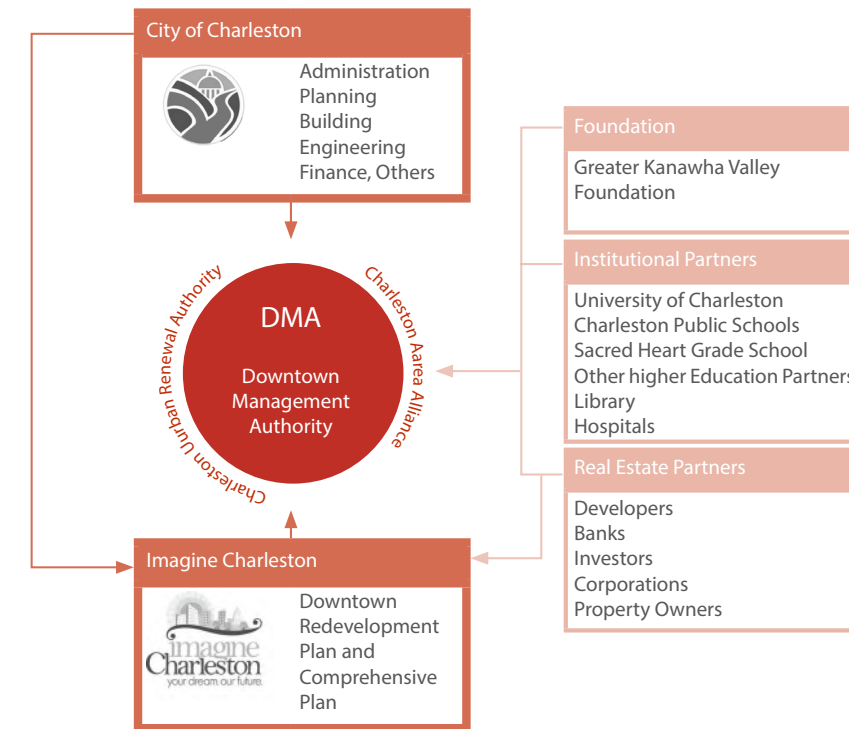 City of Charleston
Administration
Planning
Building
Engineering
Finance, Others
Foundation
Greater Kanawha Valley
Foundation
Institutional Partners
University of Charleston
Charleston Public Schools
Sacred Heart Grade School
Other higher Education Partners
Library
Hospitals
Real Estate Partners
Developers
Banks
Investors
Corporations
Property Owners
Charleston Uurban Renewal Authority
Charleston Aarea Alliance
DMA
Downtown
Management
Authority
Imagine Charleston
imagine
Charleston
your dream. our future.
Downtown
Redevelopment
Plan and
Comprehensive
Plan